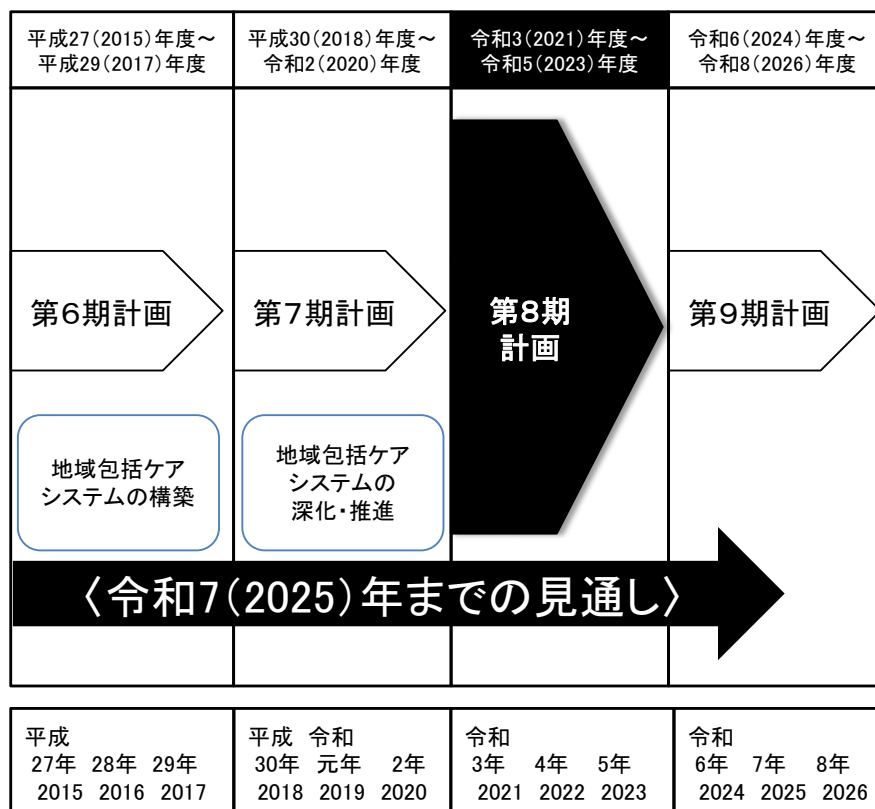 平成27(2015)年度～
平成29(2017)年度
平成30(2018)年度～
令和2(2020)年度
令和3(2021)年度～
令和5(2023)年度
令和6(2024)年度～
令和8(2026)年度
第6期計画
第7期計画
第8期
計画
第9期計画
地域包括ケア
システムの構築
地域包括ケア
システムの
深化・推進
〈令和7(2025)年までの見通し〉
平成
27年 28年 29年
2015 2016 2017
平成 令和
30年 元年 2年
2018 2019 2020
令和
3年 4年 5年
2021 2022 2023
令和
6年 7年 8年
2024 2025 2026